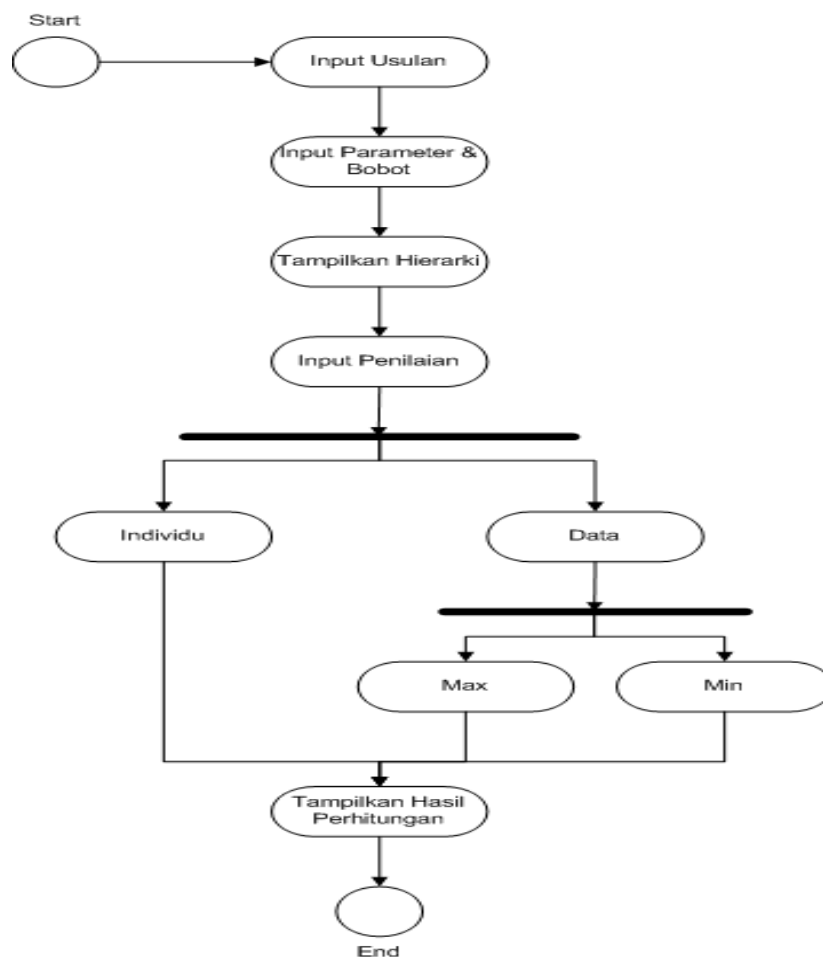 Start
Input Usulan
Input Parameter &
Bobot
Tampilkan Hierarki
Input Penilaian
Individu
Data
Max
Min
Tampilkan Hasil
Perhitungan
End